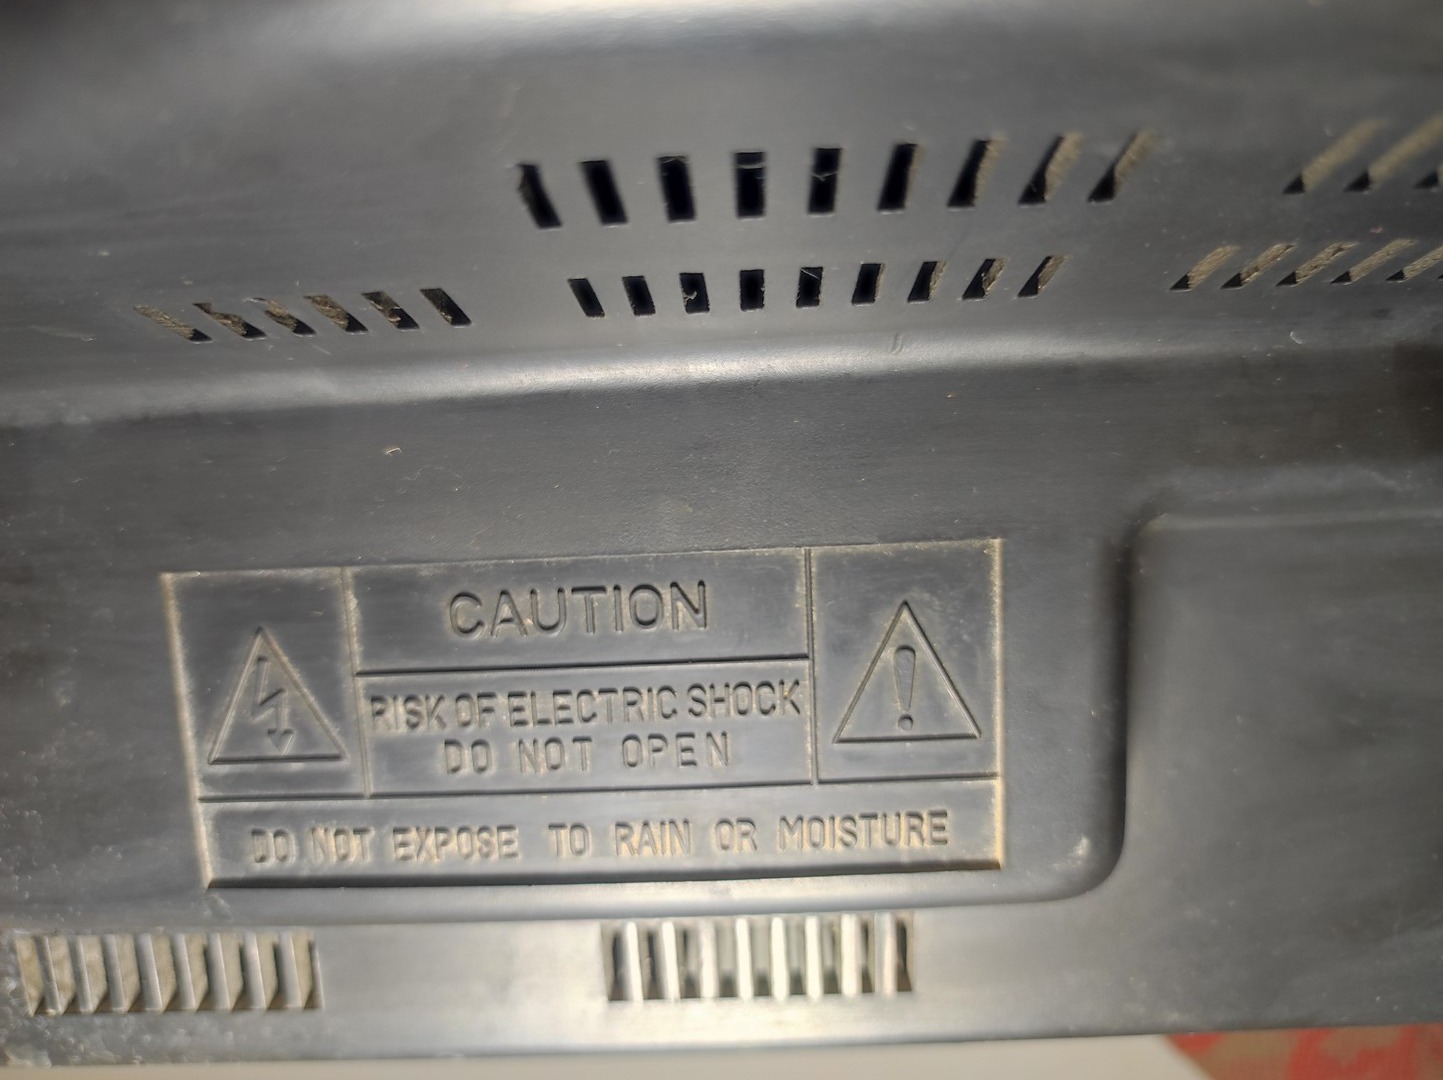 CAUTION
RISK OF ELECTRIC SHOCK
DO NOT OPEN
DO NOT EXPOSE TO RAIN OR MOISTURE